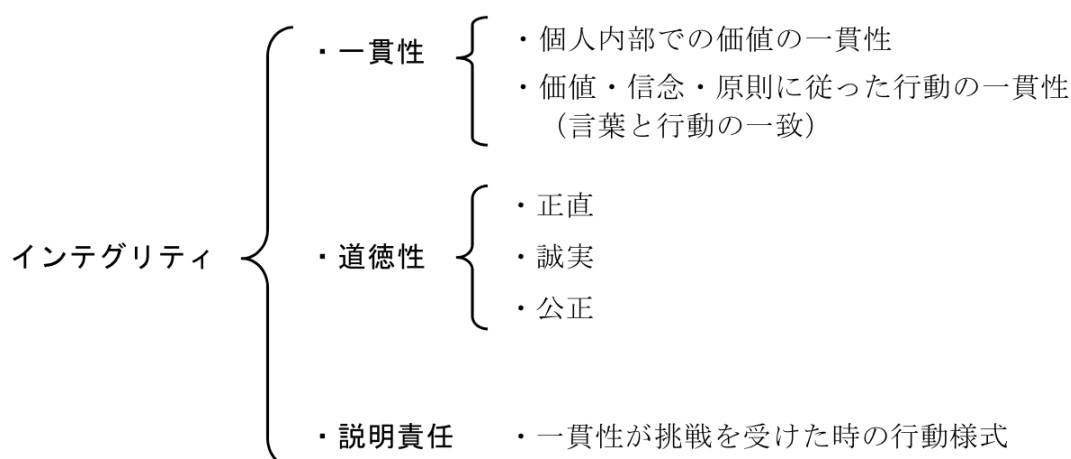 ・一貫性
・個人内部での価値の一貫性
・価値・信念・原則に従った行動の一貫性
（言葉と行動の一致）
インテグリティ
・道徳性
・正直
・誠実
・公正
・説明責任
・一貫性が挑戦を受けた時の行動様式